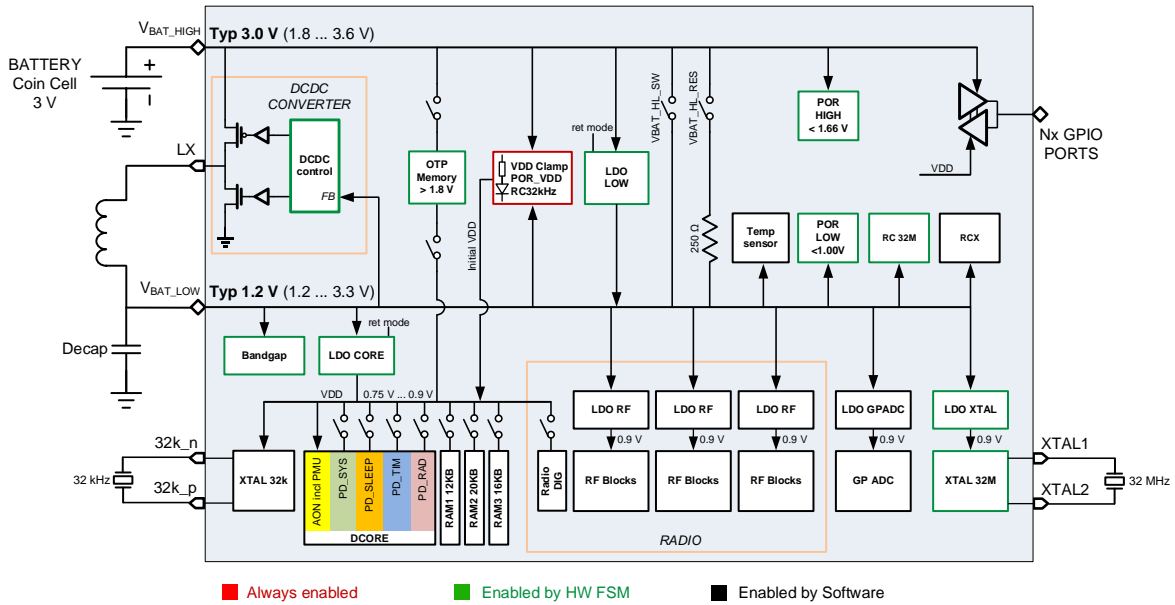 VBAT_HIGH
Typ 3.0 V (1.8 ... 3.6 V)
BATTERY
Coin Cell
3 V
+
DCDC
CONVERTER
LX
DCDC
control
FB
OTP
Memory
> 1.8 V
VDD Clamp
POR_VDD
RC32kHz
ret mode
LDO
LOW
VBAT_HL_SW
VBAT_HL_RES
POR
HIGH
< 1.66 V
Nx GPIO
PORTS
VDD
Initial VDD
250 Ω
Temp
sensor
POR
LOW
<1.00V
RC 32M
RCX
VBAT_LOW
Typ 1.2 V (1.2 ... 3.3 V)
Decap
Bandgap
ret mode
LDO CORE
VDD
0.75 V ... 0.9 V
LDO RF
LDO RF
LDO RF
LDO GPADC
LDO XTAL
0.9 V
0.9 V
0.9 V
0.9 V
0.9 V
32k_n
32 kHz
32k_p
XTAL 32k
AON incl PMU
PD_SYS
PD_SLEEP
PD_TIM
PD_RAD
DCORE
RAM1 12KB
RAM2 20KB
RAM3 16KB
Radio DIG
RF Blocks
RF Blocks
RF Blocks
GP ADC
XTAL 32M
XTAL1
32 MHz
XTAL2
RADIO
Always enabled
Enabled by HW FSM
Enabled by Software